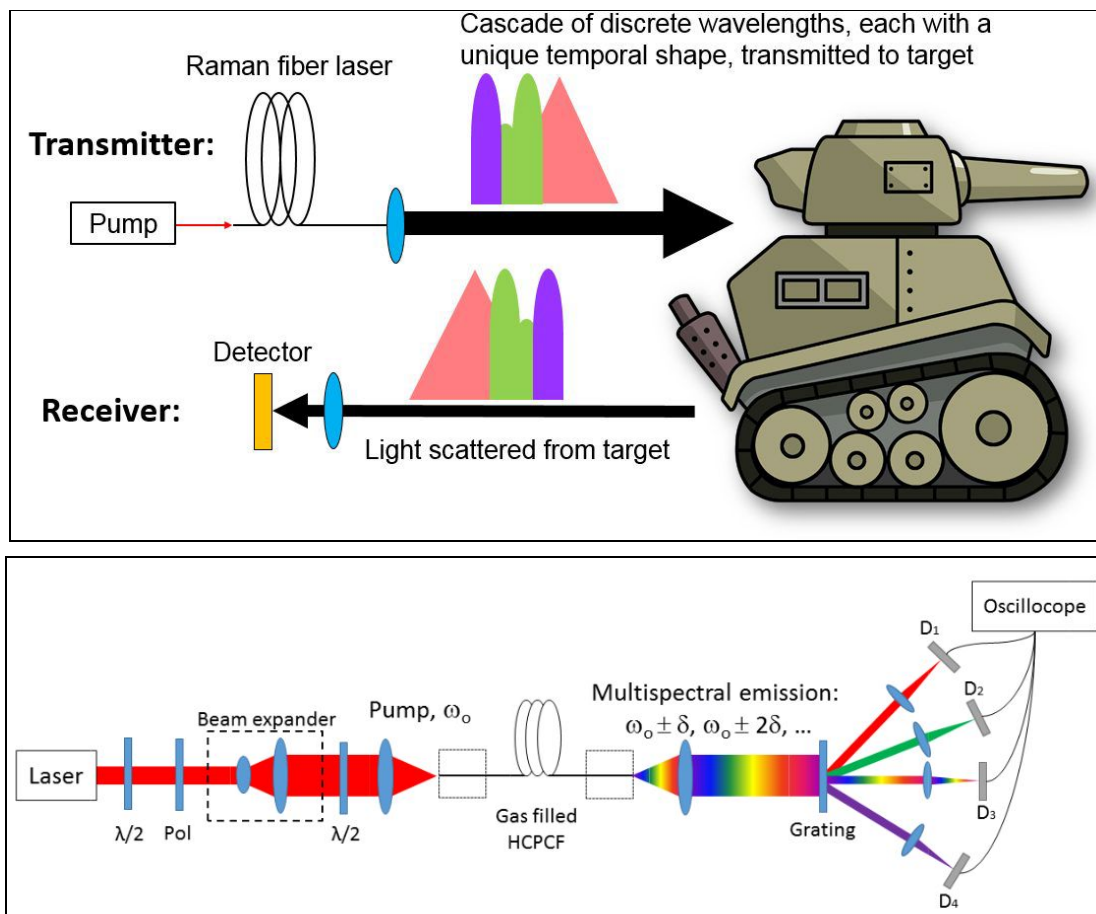 Cascade of discrete wavelengths, each with a
unique temporal shape, transmitted to target
Raman fiber laser
Transmitter:
Pump
Detector
Receiver:
Light scattered from target
Oscillocope
D1
D2
Multispectral emission:
ωo ± δ, ωo ± 2δ, ...
Pump, ωo
Beam expander
Laser
λ/2
Pol
λ/2
Gas filled
HCPCF
Grating
D3
D4